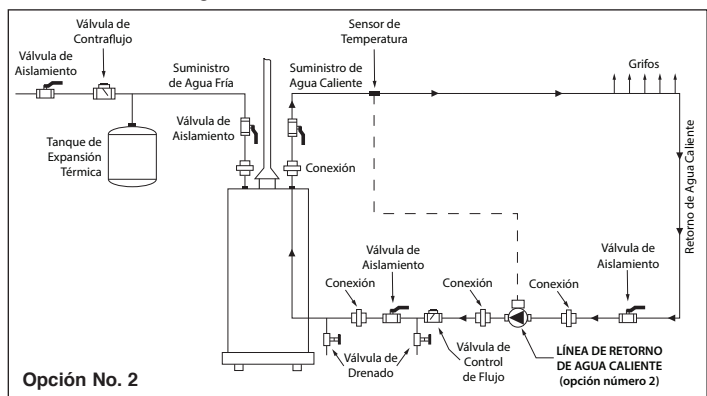 Válvula de
Contraflujo
Válvula de
Aislamiento
Suministro
de Agua Fría
Válvula de
Aislamiento
Tanque de
Expansión
Térmica
Suministro de
Agua Caliente
Sensor de
Temperatura
Grifos
Conexión
Retorno de Agua Caliente
Válvula de
Aislamiento
Conexión
Conexión
Conexión
Válvula de
Aislamiento
Válvula de
Drenado
Válvula de
Control
de Flujo
LÍNEA DE RETORNO
DE AGUA CALIENTE
(opción número 2)
Opción No. 2